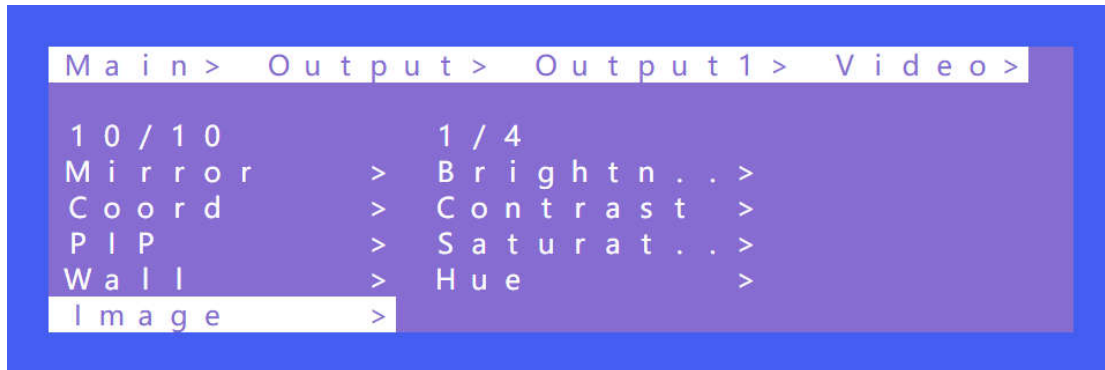 Main> Output> Output1> Video>
10/10 1/4
Mirror > Brightn..>
Coord > Contrast >
PIP > Saturat..>
Wall > Hue >
Image >